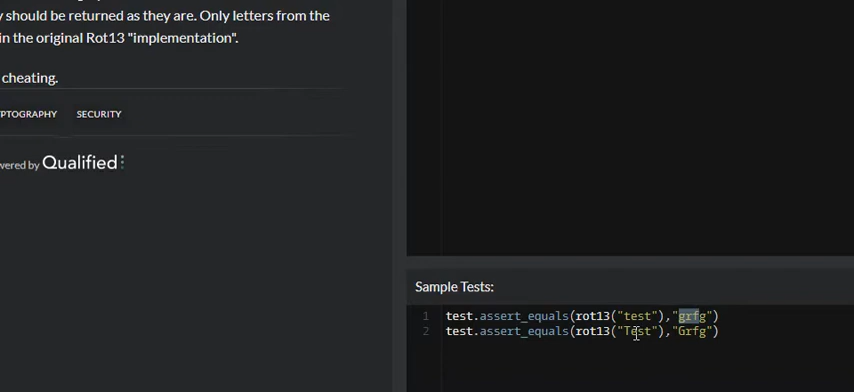 should be returned as they are. Only letters from the
in the original Rot13 "implementation".
cheating.
PTOGRAPHY SECURITY
wered by Qualified
Sample Tests:
1 test.assert_equals(rot13("test"),"grfg")
2 test.assert_equals(rot13("Test"),"Grfg")